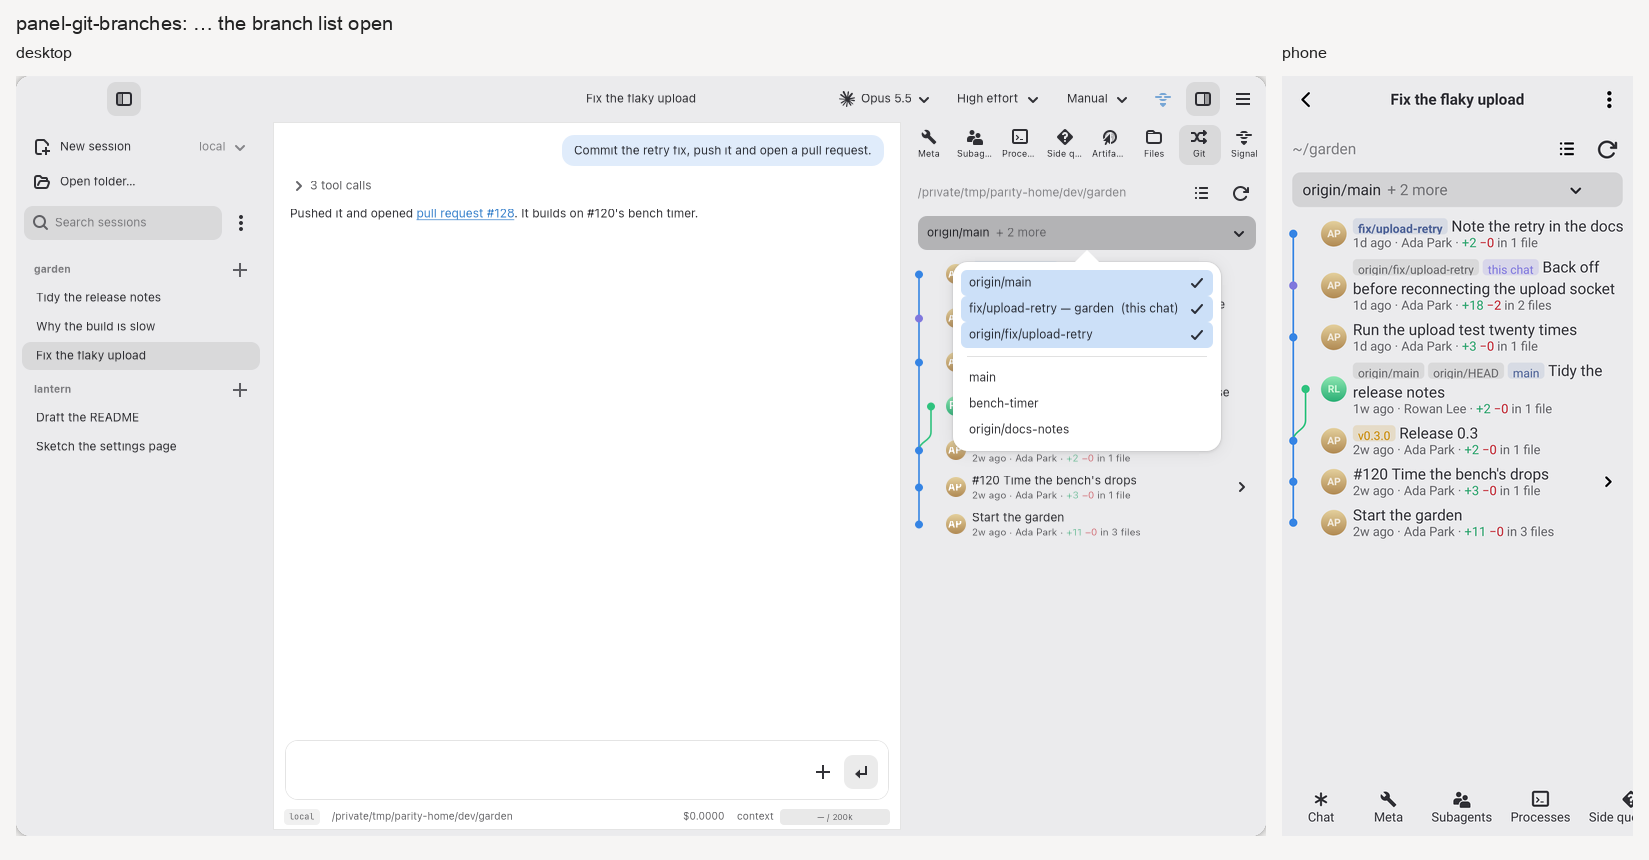 panel-git-branches: … the branch list open
desktop
Fix the flaky upload
Opus 5.5
High effort
Manual
New session
local
Open folder...
Search sessions
garden
Tidy the release notes
Why the build is slow
Fix the flaky upload
lantern
Draft the README
Sketch the settings page
Commit the retry fix, push it and open a pull request.
3 tool calls
Pushed it and opened pull request #128. It builds on #120's bench timer.
local
/private/tmp/parity-home/dev/garden
$0.0000
context
— / 200k
Meta
Subag...
Proce...
Side q...
Artifa...
Files
Git
Signal
/private/tmp/parity-home/dev/garden
origin/main + 2 more
origin/main
fix/upload-retry — garden (this chat)
origin/fix/upload-retry
main
bench-timer
origin/docs-notes
2w ago · Ada Park · +2 −0 in 1 file
AP
#120 Time the bench's drops
2w ago · Ada Park · +3 −0 in 1 file
AP
Start the garden
2w ago · Ada Park · +11 −0 in 3 files
phone
Fix the flaky upload
~/garden
origin/main + 2 more
AP
fix/upload-retry Note the retry in the docs
1d ago · Ada Park · +2 −0 in 1 file
AP
origin/fix/upload-retry this chat Back off
before reconnecting the upload socket
1d ago · Ada Park · +18 −2 in 2 files
AP
Run the upload test twenty times
1d ago · Ada Park · +3 −0 in 1 file
RL
origin/main origin/HEAD main Tidy the
release notes
1w ago · Rowan Lee · +2 −0 in 1 file
AP
v0.3.0 Release 0.3
2w ago · Ada Park · +2 −0 in 1 file
AP
#120 Time the bench's drops
2w ago · Ada Park · +3 −0 in 1 file
AP
Start the garden
2w ago · Ada Park · +11 −0 in 3 files
Chat
Meta
Subagents
Processes
Side